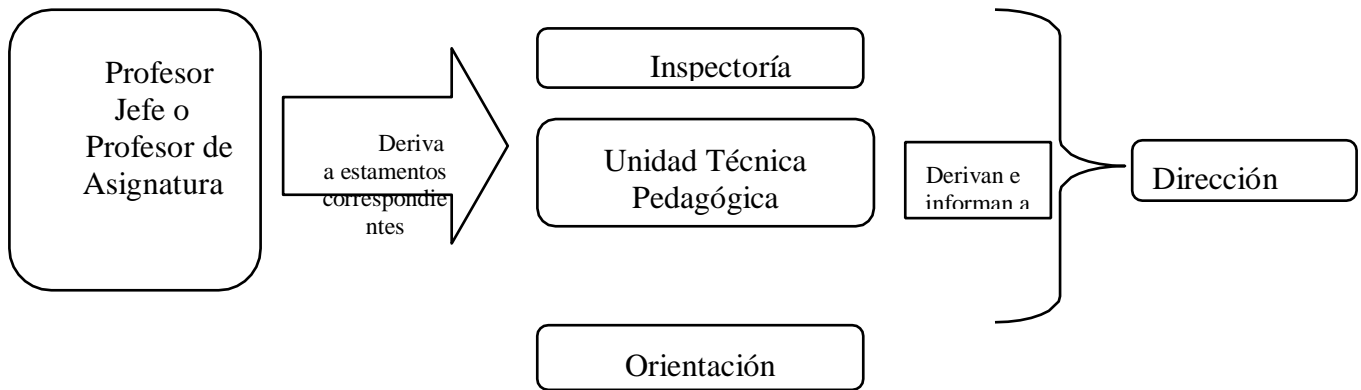 Profesor
Jefe o
Profesor de
Asignatura
Deriva
a estamentos
correspondie
ntes
Inspectoría
Unidad Técnica
Pedagógica
Orientación
Derivan e
informan a
Dirección